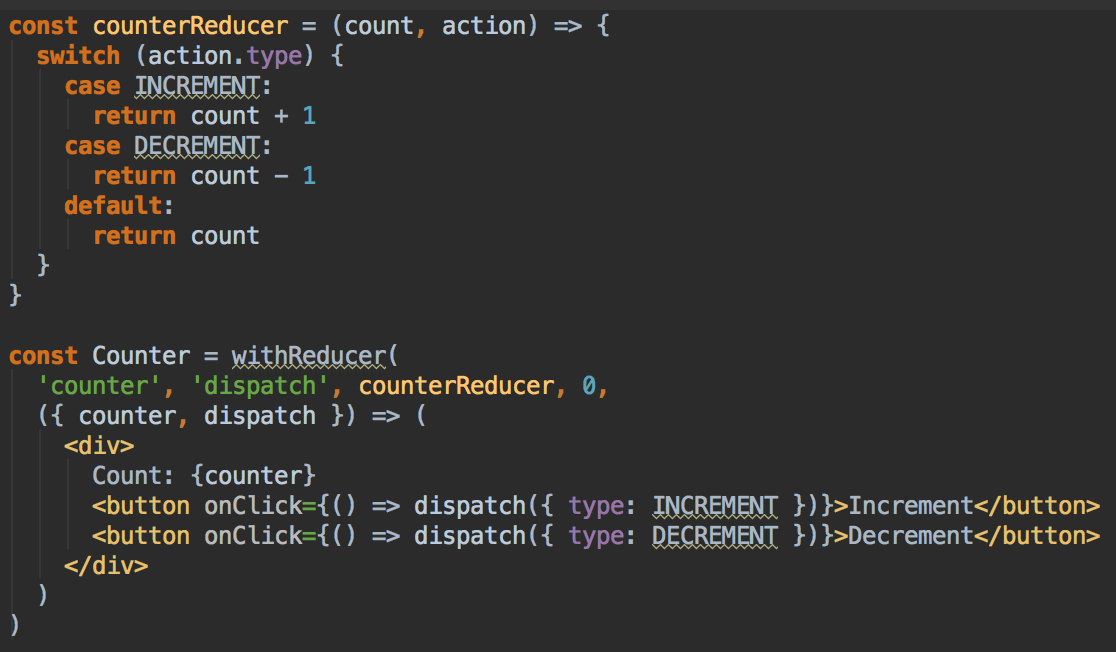 const counterReducer = (count, action) => {
  switch (action.type) {
    case INCREMENT:
      return count + 1
    case DECREMENT:
      return count - 1
    default:
      return count
  }
}

const Counter = withReducer(
  'counter', 'dispatch', counterReducer, 0,
  ({ counter, dispatch }) => (
    <div>
      Count: {counter}
      <button onClick={() => dispatch({ type: INCREMENT })}>Increment</button>
      <button onClick={() => dispatch({ type: DECREMENT })}>Decrement</button>
    </div>
  )
)